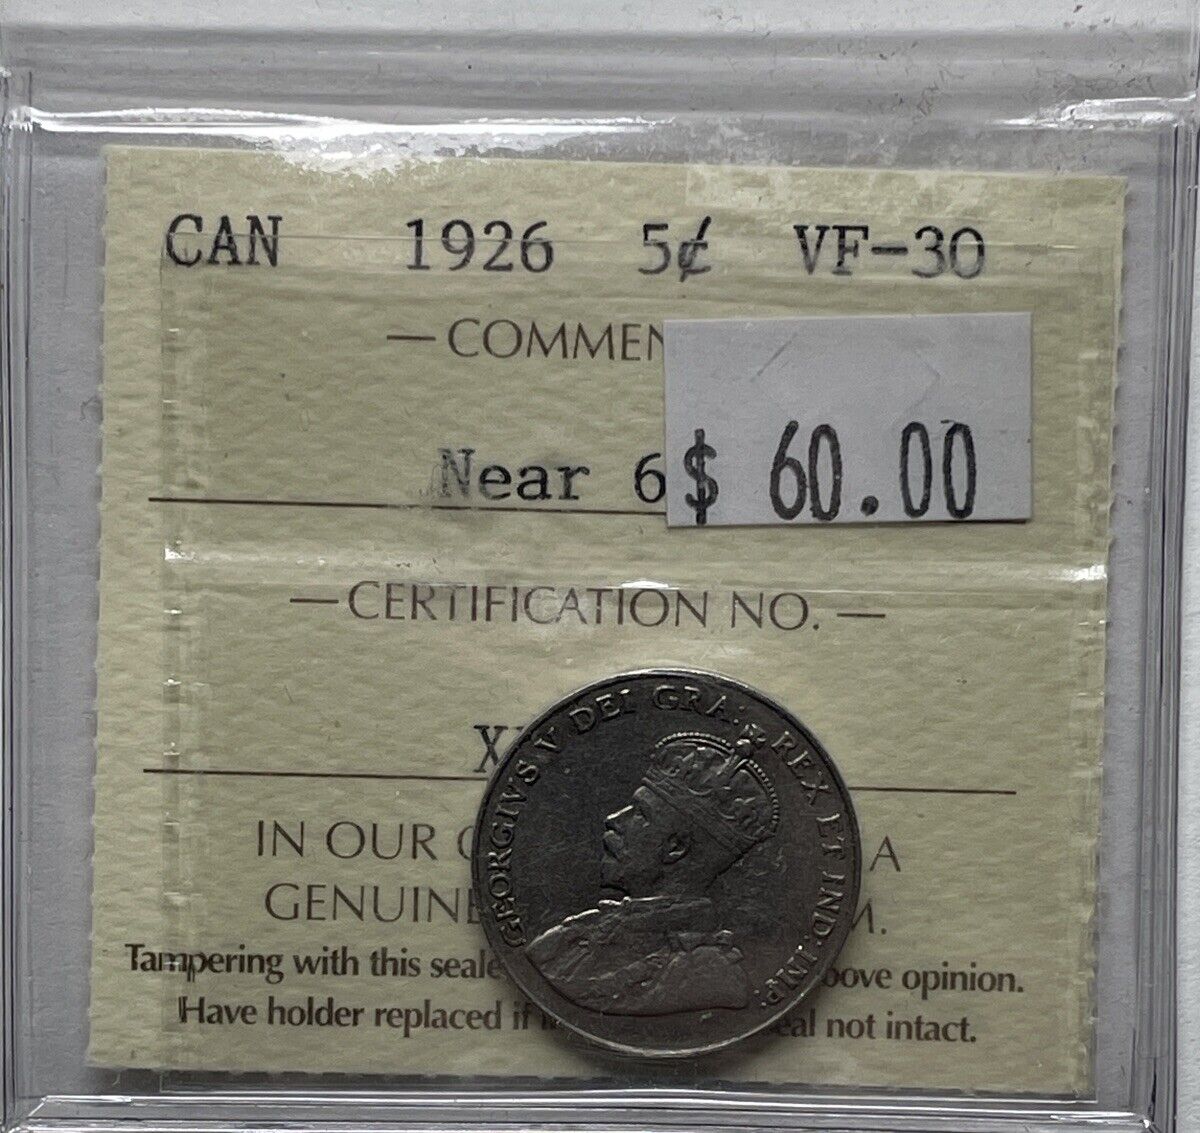 CAN 1926 5¢ VF-30
— COMMEN
Near 6
$ 60.00
— CERTIFICATION NO. —
IN OUR A
GENUINE
Tampering with this seale bove opinion.
Have holder replaced if eal not intact.
GEORGIVS V DEI GRA: REX ET IND: IMP: